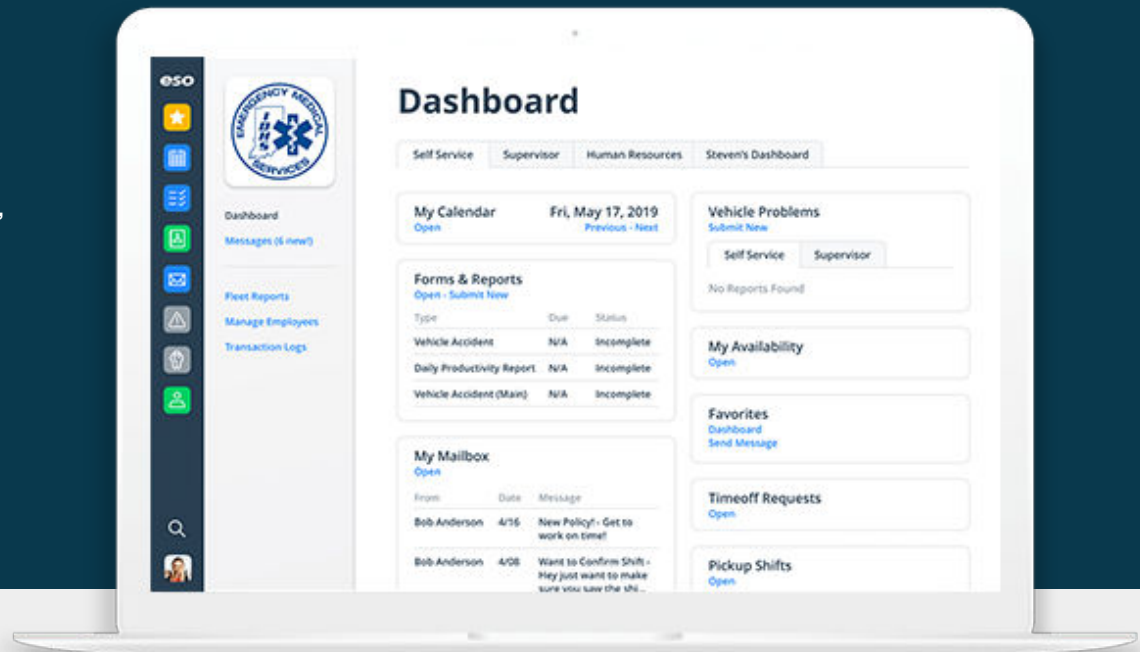 ,
eso
EMERGENCY MEDICAL
IDHS
SERVICES
Dashboard
Messages (6 new!)
Fleet Reports
Manage Employees
Transaction Logs
Dashboard
Self Service Supervisor Human Resources Steven's Dashboard
My Calendar Fri, May 17, 2019
Open Previous - Next
Forms & Reports
Open - Submit New
Type Due Status
Vehicle Accident N/A Incomplete
Daily Productivity Report N/A Incomplete
Vehicle Accident (Main) N/A Incomplete
My Mailbox
Open
From Date Message
Bob Anderson 4/16 New Policy! - Get to
work on time!
Bob Anderson 4/08 Want to Confirm Shift -
Hey just want to make
sure you saw the shi...
Vehicle Problems
Submit New
Self Service Supervisor
No Reports Found
My Availability
Open
Favorites
Dashboard
Send Message
Timeoff Requests
Open
Pickup Shifts
Open